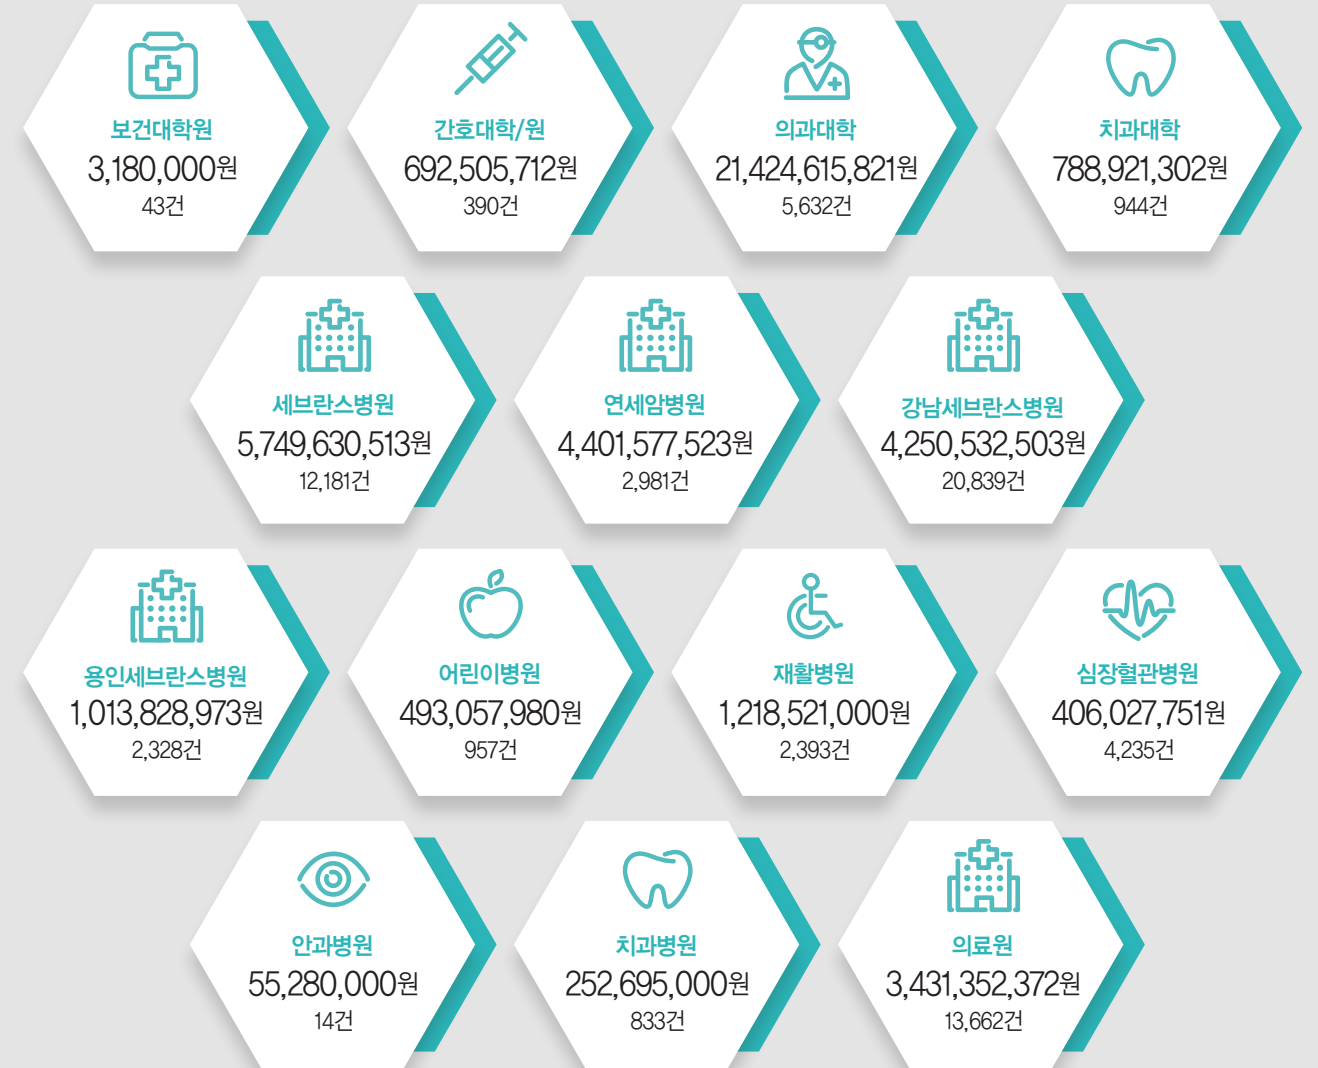 보건대학원
3,180,000원
43건
간호대학/원
692,505,712원
390건
의과대학
21,424,615,821원
5,632건
치과대학
788,921,302원
944건
세브란스병원
5,749,630,513원
12,181건
연세암병원
4,401,577,523원
2,981건
강남세브란스병원
4,250,532,503원
20,839건
용인세브란스병원
1,013,828,973원
2,328건
어린이병원
493,057,980원
957건
재활병원
1,218,521,000원
2,393건
심장혈관병원
406,027,751원
4,235건
안과병원
55,280,000원
14건
치과병원
252,695,000원
833건
의료원
3,431,352,372원
13,662건